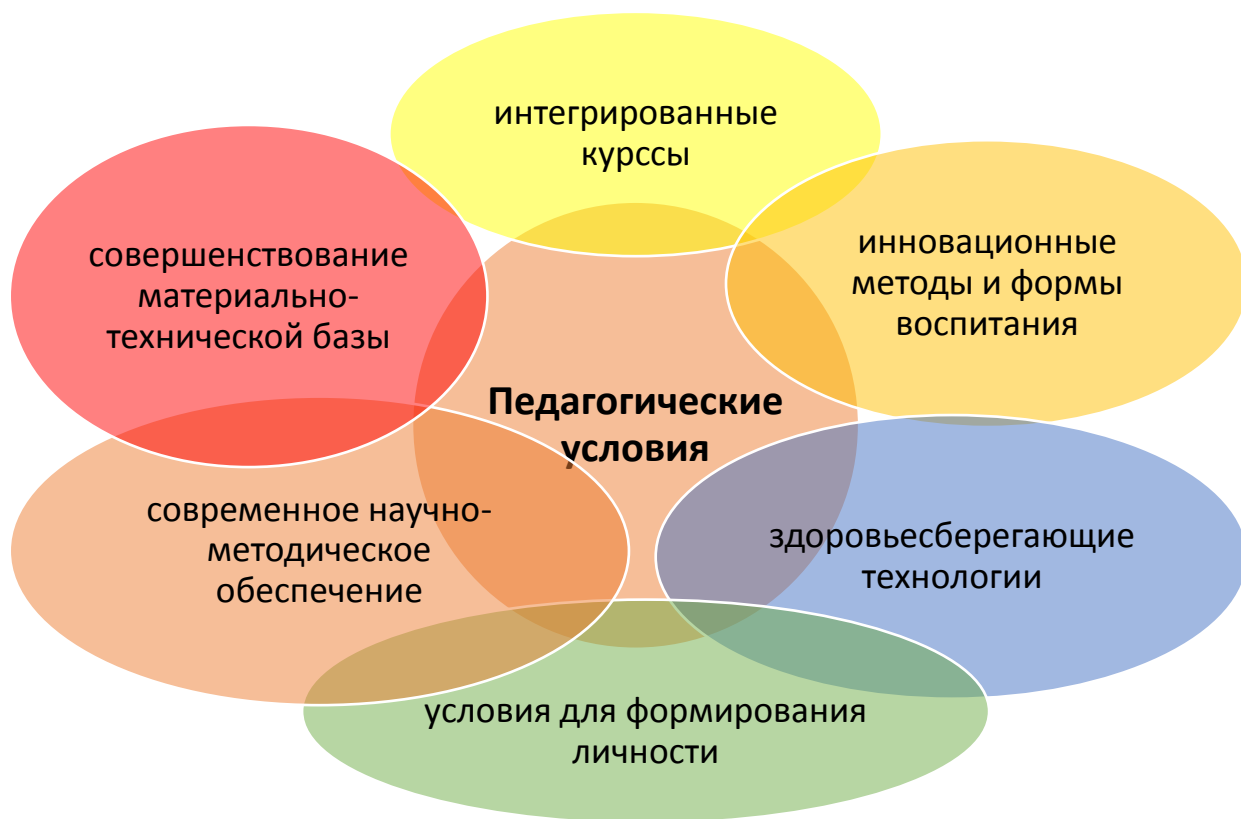 интегрированные
курссы
совершенствование
материально-
технической базы
инновационные
методы и формы
воспитания
Педагогические
условия
современное научно-
методическое
обеспечение
здоровьесберегающие
технологии
условия для формирования
личности